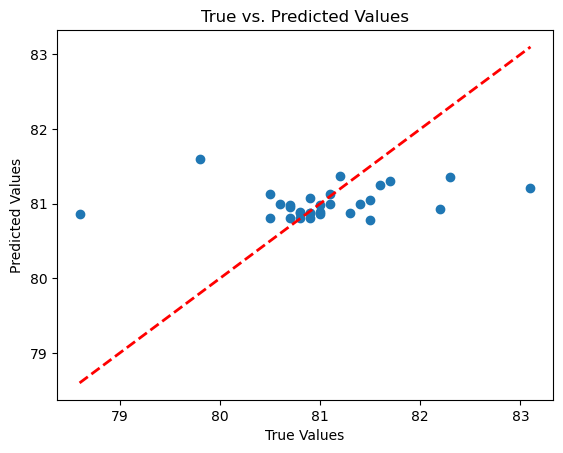 True vs. Predicted Values
83
82
81
80
79
Predicted Values
79 80 81 82 83
True Values